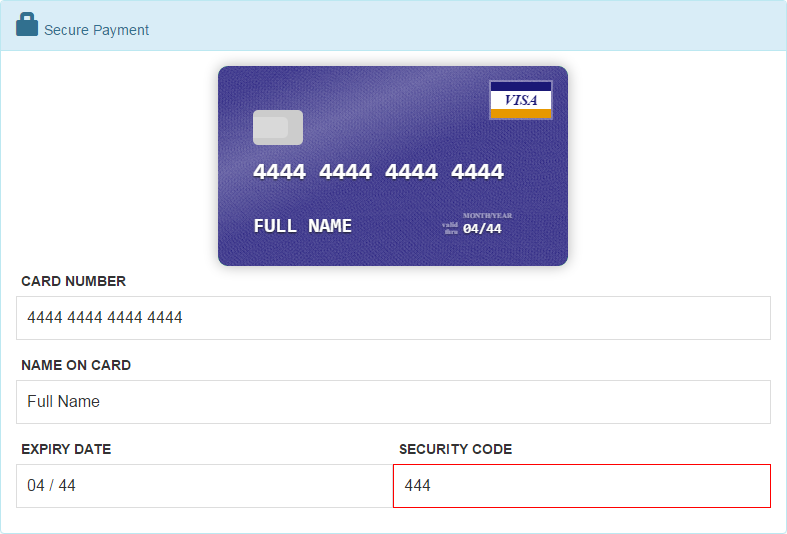 Secure Payment
VISA
4444 4444 4444 4444
MONTH/YEAR
FULL NAME valid thru 04/44
CARD NUMBER
4444 4444 4444 4444
NAME ON CARD
Full Name
EXPIRY DATE SECURITY CODE
04 / 44 444